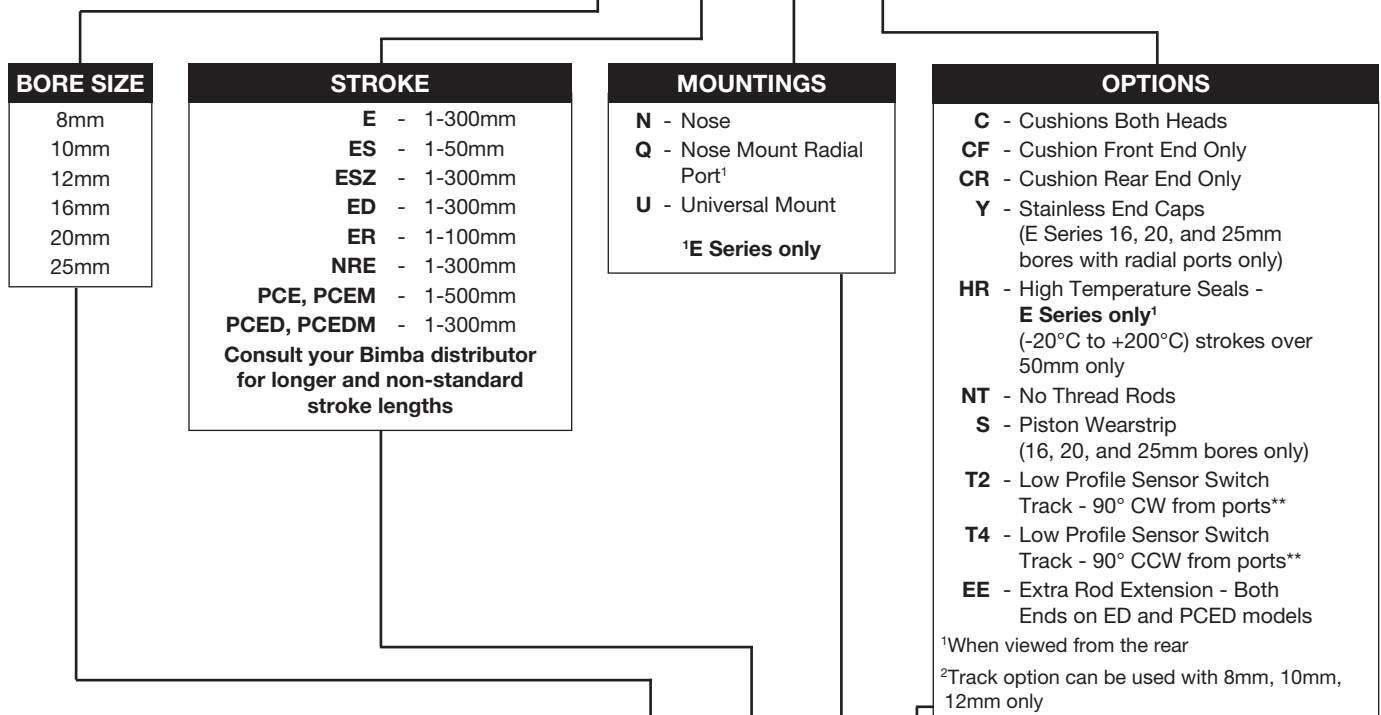 BORE SIZE
8mm
10mm
12mm
16mm
20mm
25mm
STROKE
E - 1-300mm
ES - 1-50mm
ESZ - 1-300mm
ED - 1-300mm
ER - 1-100mm
NRE - 1-300mm
PCE, PCEM - 1-500mm
PCED, PCEDM - 1-300mm
Consult your Bimba distributor
for longer and non-standard
stroke lengths
MOUNTINGS
N - Nose
Q - Nose Mount Radial
Port¹
U - Universal Mount
¹E Series only
OPTIONS
C - Cushions Both Heads
CF - Cushion Front End Only
CR - Cushion Rear End Only
Y - Stainless End Caps
(E Series 16, 20, and 25mm
bores with radial ports only)
HR - High Temperature Seals -
E Series only¹
(-20°C to +200°C) strokes over
50mm only
NT - No Thread Rods
S - Piston Wearstrip
(16, 20, and 25mm bores only)
T2 - Low Profile Sensor Switch
Track - 90° CW from ports**
T4 - Low Profile Sensor Switch
Track - 90° CCW from ports**
EE - Extra Rod Extension - Both
Ends on ED and PCED models
¹When viewed from the rear
²Track option can be used with 8mm, 10mm,
12mm only